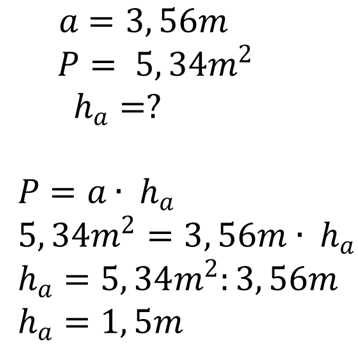 a = 3,56m
P = 5,34m²
hₐ =?
P = a · hₐ
5,34m² = 3,56m · hₐ
hₐ = 5,34m²: 3,56m
hₐ = 1,5m